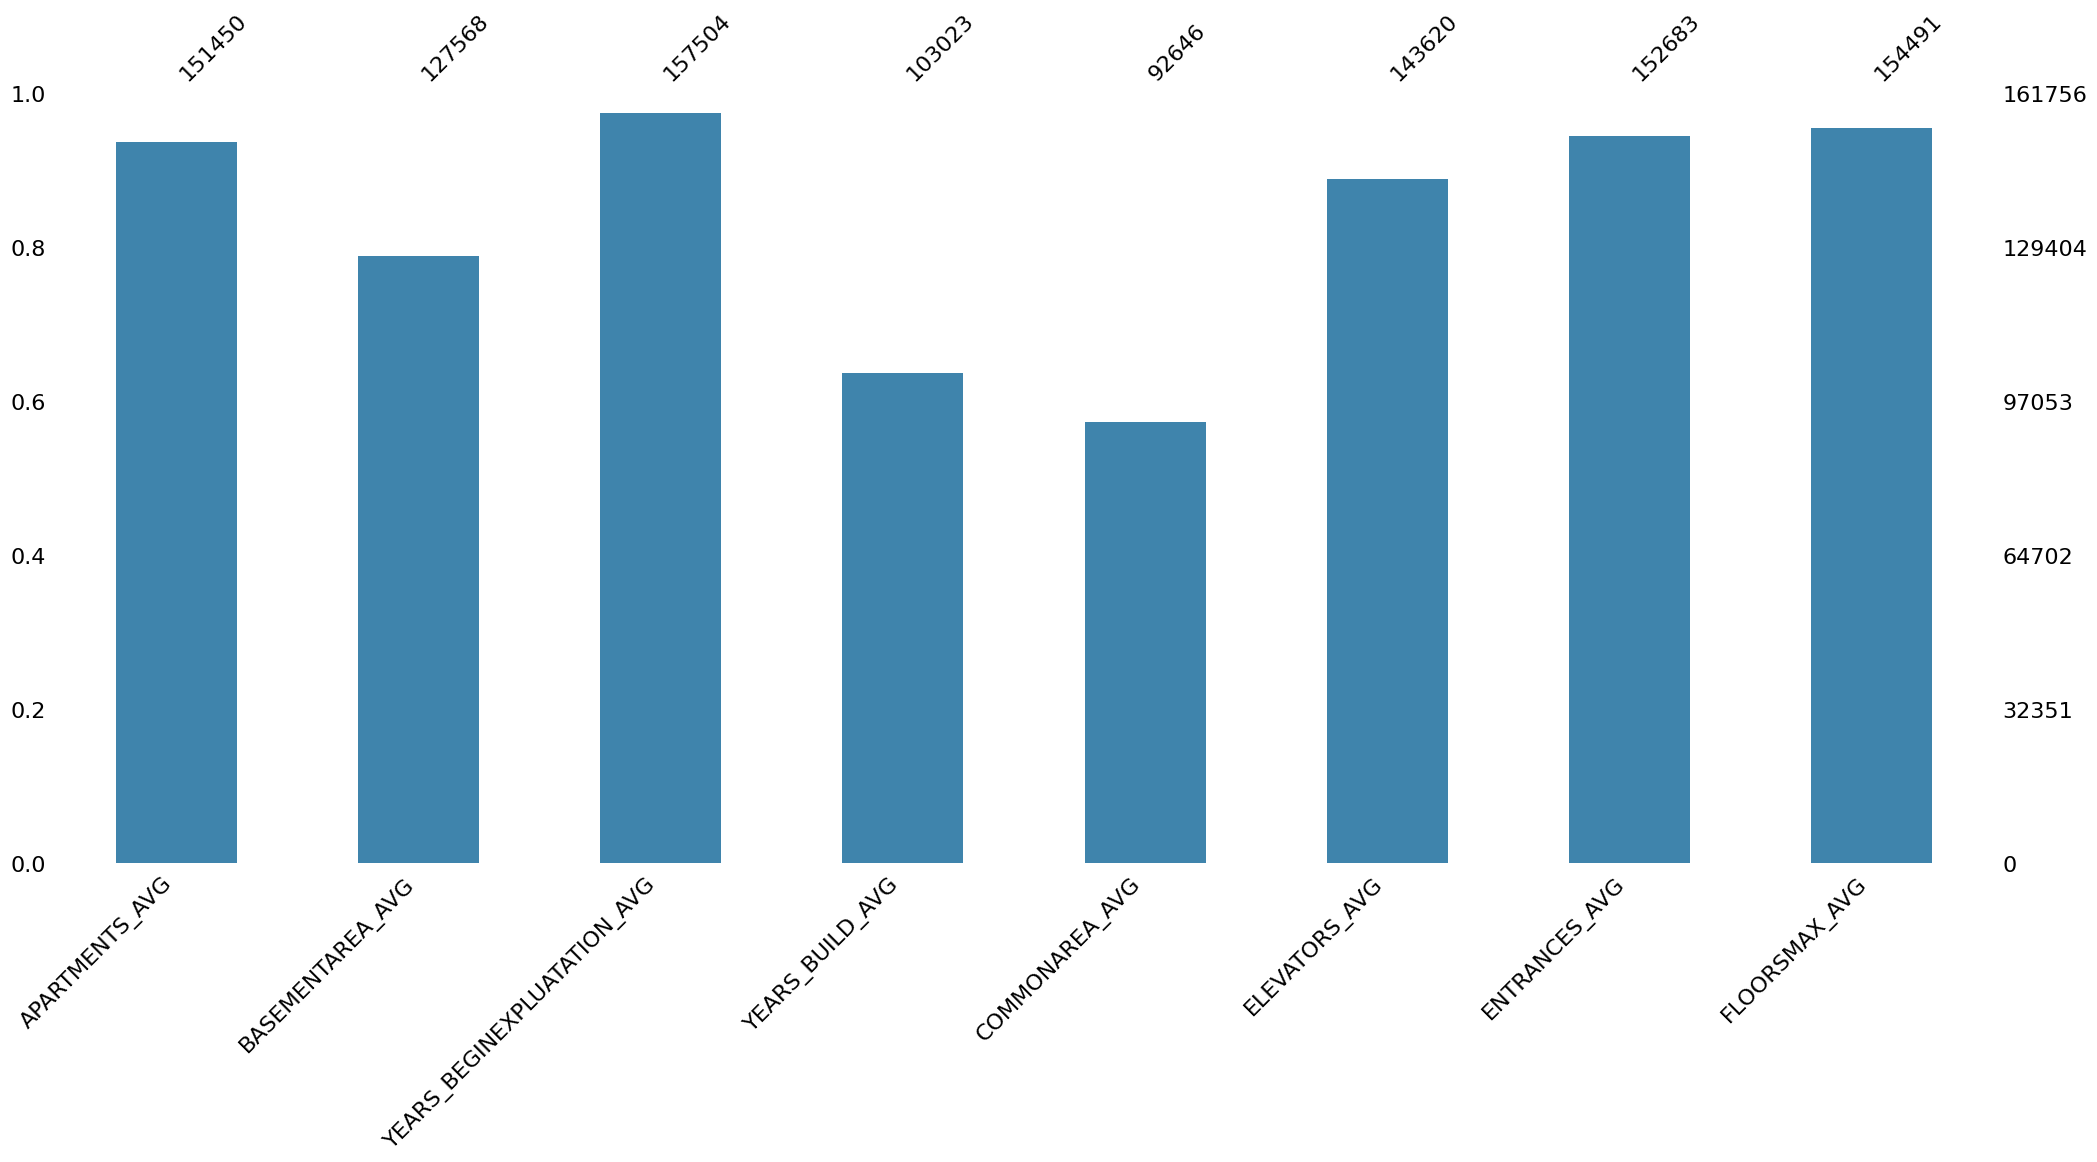 151450
127568
157504
103023
92646
143620
152683
154491
1.0
0.8
0.6
0.4
0.2
0.0
161756
129404
97053
64702
32351
0
APARTMENTS_AVG
BASEMENTAREA_AVG
YEARS_BEGINEXPLUATATION_AVG
YEARS_BUILD_AVG
COMMONAREA_AVG
ELEVATORS_AVG
ENTRANCES_AVG
FLOORSMAX_AVG